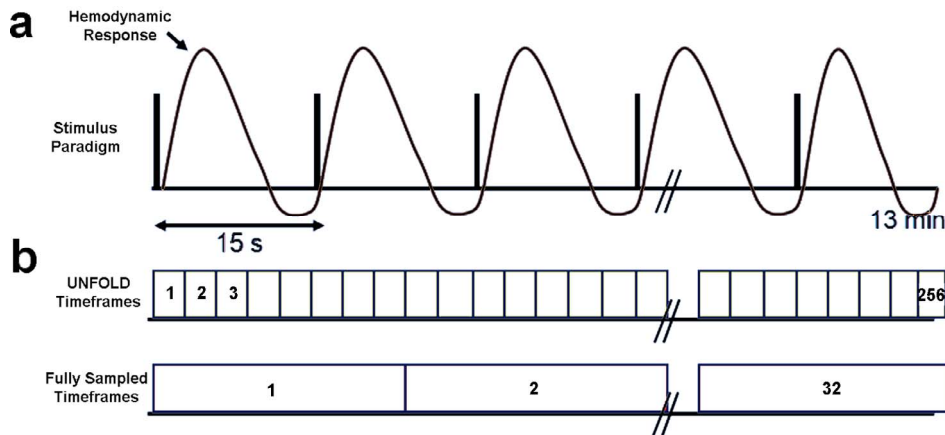 a
Hemodynamic
Response
Stimulus
Paradigm
15 s
13 min
b
UNFOLD
Timeframes
1 2 3 256
Fully Sampled
Timeframes
1 2 32